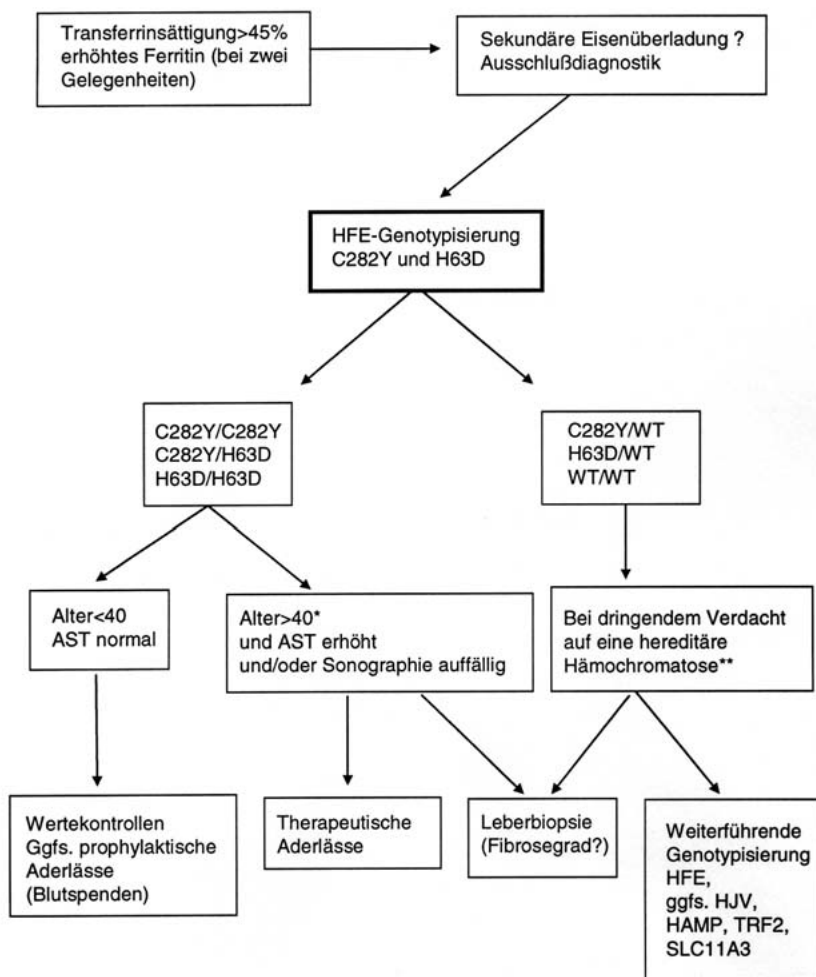 Transferrinsättigung>45%
erhöhtes Ferritin (bei zwei
Gelegenheiten)
Sekundäre Eisenüberladung ?
Ausschlußdiagnostik
HFE-Genotypisierung
C282Y und H63D
C282Y/C282Y
C282Y/H63D
H63D/H63D
C282Y/WT
H63D/WT
WT/WT
Alter<40
AST normal
Alter>40*
und AST erhöht
und/oder Sonographie auffällig
Bei dringendem Verdacht
auf eine hereditäre
Hämochromatose**
Wertekontrollen
Ggfs. prophylaktische
Aderlässe
(Blutspenden)
Therapeutische
Aderlässe
Leberbiopsie
(Fibrosegrad?)
Weiterführende
Genotypisierung
HFE,
ggfs. HJV,
HAMP, TRF2,
SLC11A3